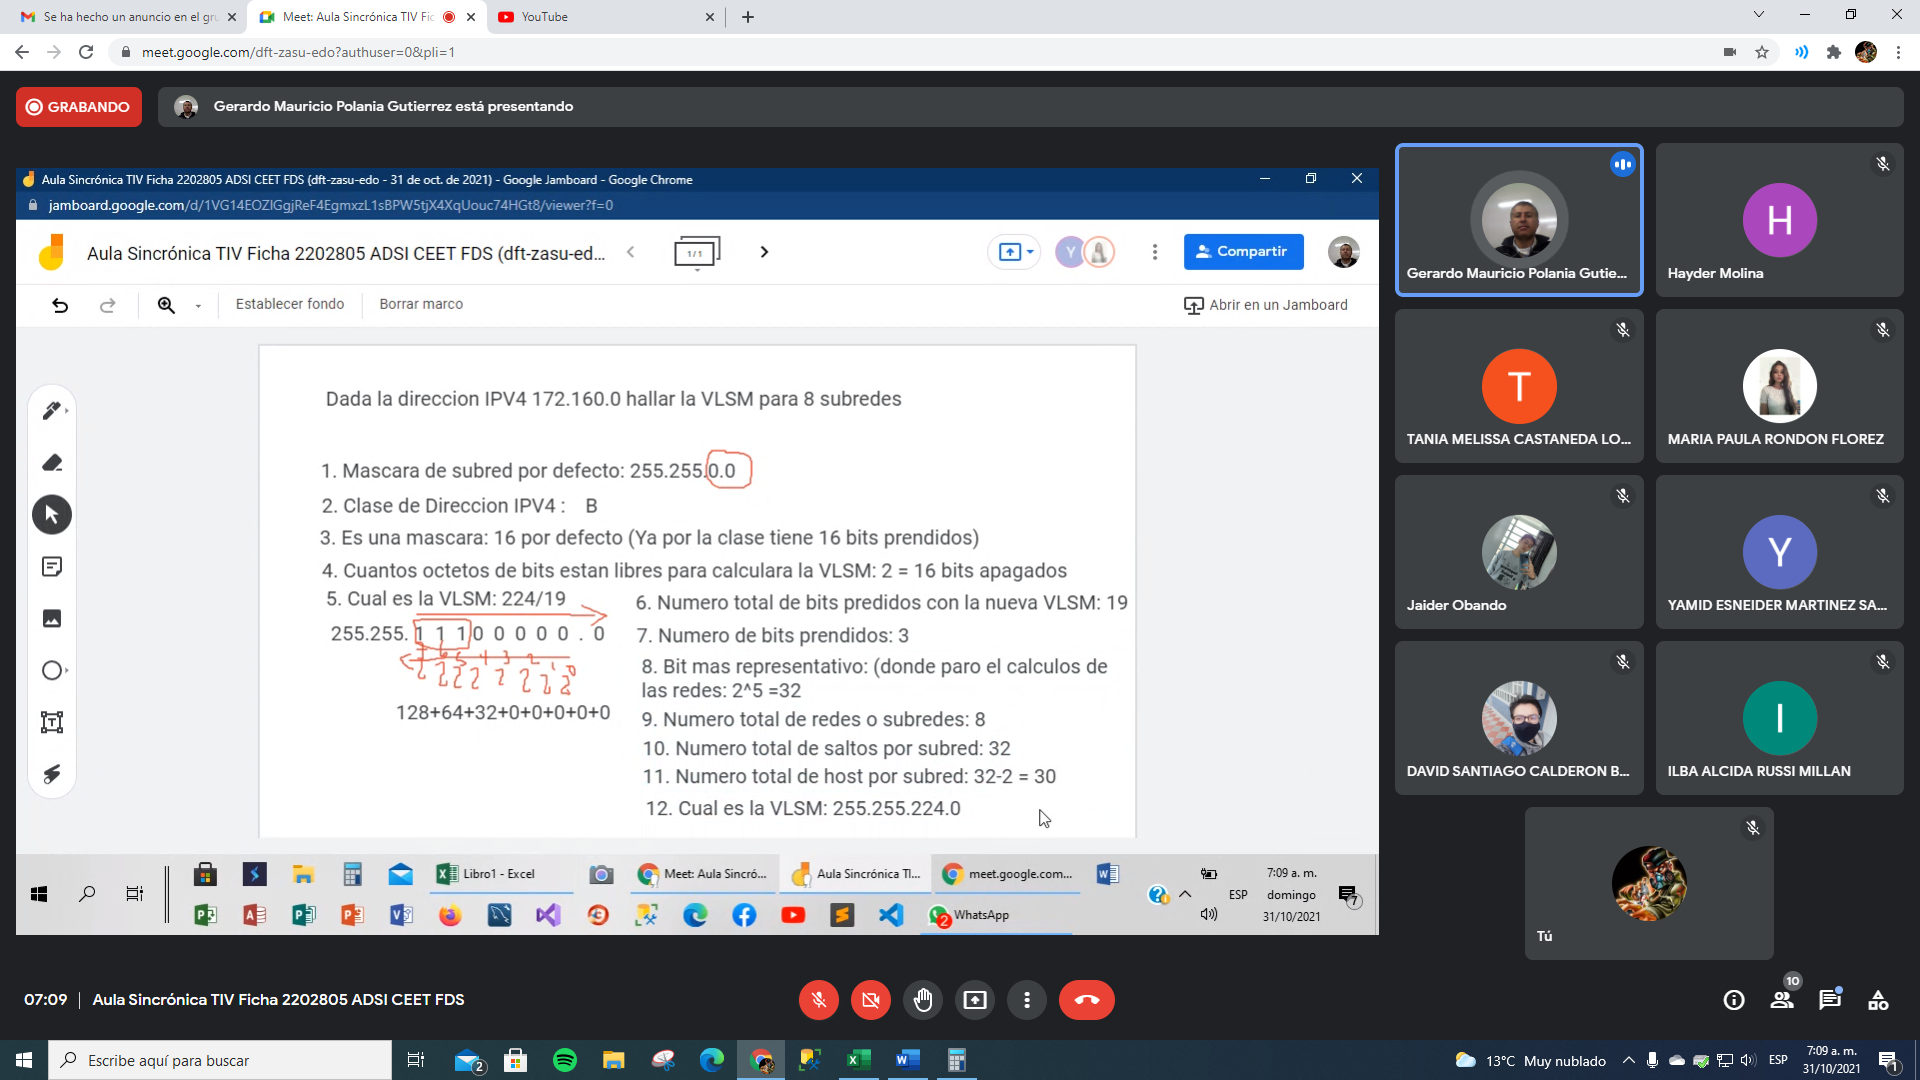 Se ha hecho un anuncio en el gru
Meet: Aula Sincrónica TIV Fic
YouTube
meet.google.com/dft-zasu-edo?authuser=0&pli=1
GRABANDO
Gerardo Mauricio Polania Gutierrez está presentando
Aula Sincrónica TIV Ficha 2202805 ADSI CEET FDS (dft-zasu-edo - 31 de oct. de 2021) - Google Jamboard - Google Chrome
jamboard.google.com/d/1VG14EOZIGgjReF4EgmxzL1sBPW5tjX4XqUouc74HGt8/viewer?f=0
Aula Sincrónica TIV Ficha 2202805 ADSI CEET FDS (dft-zasu-ed...
1/1
Y
Compartir
Establecer fondo
Borrar marco
Abrir en un Jamboard
Dada la direccion IPV4 172.160.0 hallar la VLSM para 8 subredes
1. Mascara de subred por defecto: 255.255.0.0
2. Clase de Direccion IPV4 : B
3. Es una mascara: 16 por defecto (Ya por la clase tiene 16 bits prendidos)
4. Cuantos octetos de bits estan libres para calculara la VLSM: 2 = 16 bits apagados
5. Cual es la VLSM: 224/19
255.255. 1 1 1 0 0 0 0 0 . 0
128+64+32+0+0+0+0+0
6. Numero total de bits predidos con la nueva VLSM: 19
7. Numero de bits prendidos: 3
8. Bit mas representativo: (donde paro el calculos de
las redes: 2^5 =32
9. Numero total de redes o subredes: 8
10. Numero total de saltos por subred: 32
11. Numero total de host por subred: 32-2 = 30
12. Cual es la VLSM: 255.255.224.0
Libro1 - Excel
Meet: Aula Sincró...
Aula Sincrónica TI...
meet.google.com...
2
WhatsApp
ESP
7:09 a. m.
domingo
31/10/2021
7
Gerardo Mauricio Polania Gutie...
H
Hayder Molina
T
TANIA MELISSA CASTANEDA LO...
MARIA PAULA RONDON FLOREZ
Jaider Obando
Y
YAMID ESNEIDER MARTINEZ SA...
DAVID SANTIAGO CALDERON B...
I
ILBA ALCIDA RUSSI MILLAN
Tú
07:09
Aula Sincrónica TIV Ficha 2202805 ADSI CEET FDS
10
Escribe aquí para buscar
2
13°C Muy nublado
ESP
7:09 a. m.
31/10/2021
1